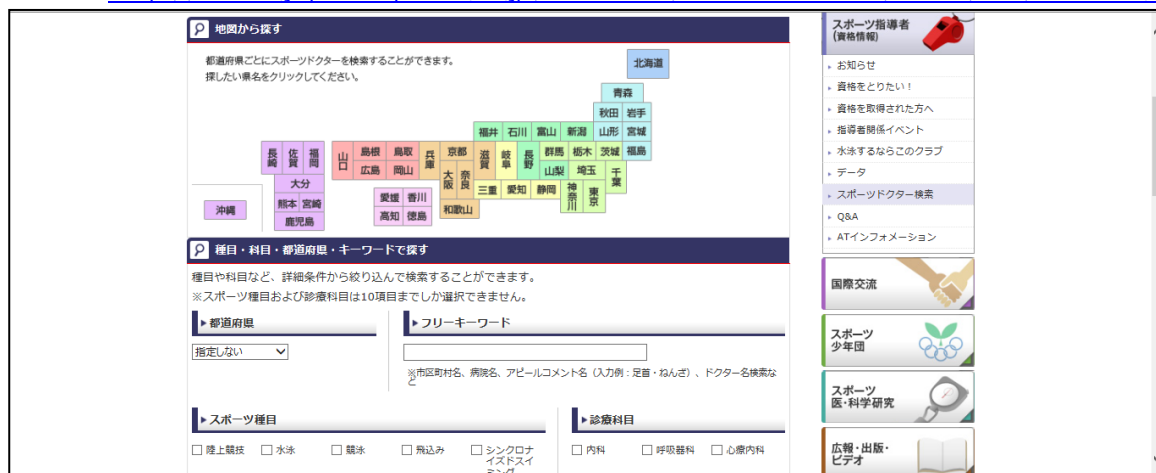 地図から探す
都道府県ごとにスポーツドクターを検索することができます。
探したい県名をクリックしてください。
北海道
青森
秋田 岩手
福井 石川 富山 新潟 山形 宮城
長崎 佐賀 福岡 山口 島根 鳥取 兵庫 京都 滋賀 岐阜 長野 群馬 栃木 茨城 福島
広島 岡山 大阪 奈良 山梨 埼玉 千葉
大分 三重 愛知 静岡 神奈川 東京
沖縄 熊本 宮崎 愛媛 香川 和歌山
鹿児島 高知 徳島
種目・科目・都道府県・キーワードで探す
種目や科目など、詳細条件から絞り込んで検索することができます。
※スポーツ種目および診療科目は10項目までしか選択できません。
都道府県
フリーキーワード
指定しない
※市区町村名、病院名、アピールコメント名（入力例：足首・ねんざ）、ドクター名検索な
ど
スポーツ種目
診療科目
陸上競技 水泳 競泳 飛込み シンクロナ
イズドスイ
ミング
内科 呼吸器科 心療内科
スポーツ指導者
(資格情報)
お知らせ
資格をとりたい！
資格を取得された方へ
指導者関係イベント
水泳するならこのクラブ
データ
スポーツドクター検索
Q&A
ATインフォメーション
国際交流
スポーツ
少年団
スポーツ
医・科学研究
広報・出版・
ビデオ